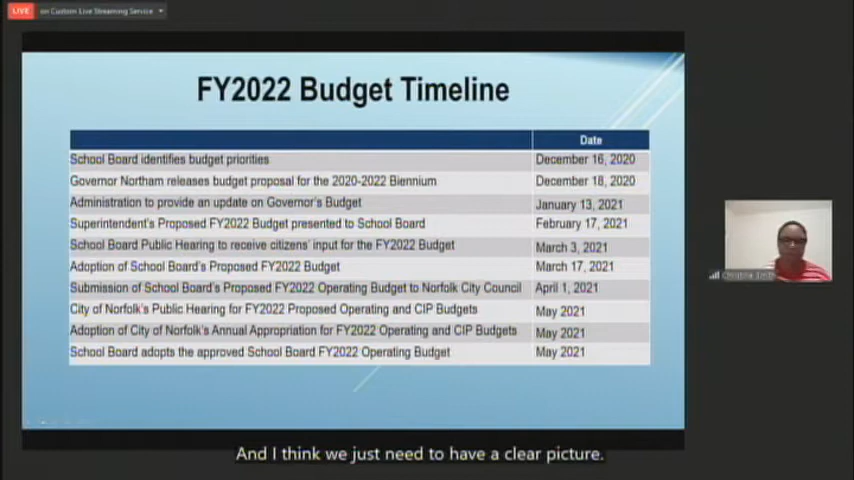 LIVE on Custom Live Streaming Service
FY2022 Budget Timeline
Date
School Board identifies budget priorities December 16, 2020
Governor Northam releases budget proposal for the 2020-2022 Biennium December 18, 2020
Administration to provide an update on Governor's Budget January 13, 2021
Superintendent's Proposed FY2022 Budget presented to School Board February 17, 2021
School Board Public Hearing to receive citizens' input for the FY2022 Budget March 3, 2021
Adoption of School Board's Proposed FY2022 Budget March 17, 2021
Submission of School Board's Proposed FY2022 Operating Budget to Norfolk City Council April 1, 2021
City of Norfolk's Public Hearing for FY2022 Proposed Operating and CIP Budgets May 2021
Adoption of City of Norfolk's Annual Appropriation for FY2022 Operating and CIP Budgets May 2021
School Board adopts the approved School Board FY2022 Operating Budget May 2021
Christine Smith
And I think we just need to have a clear picture.